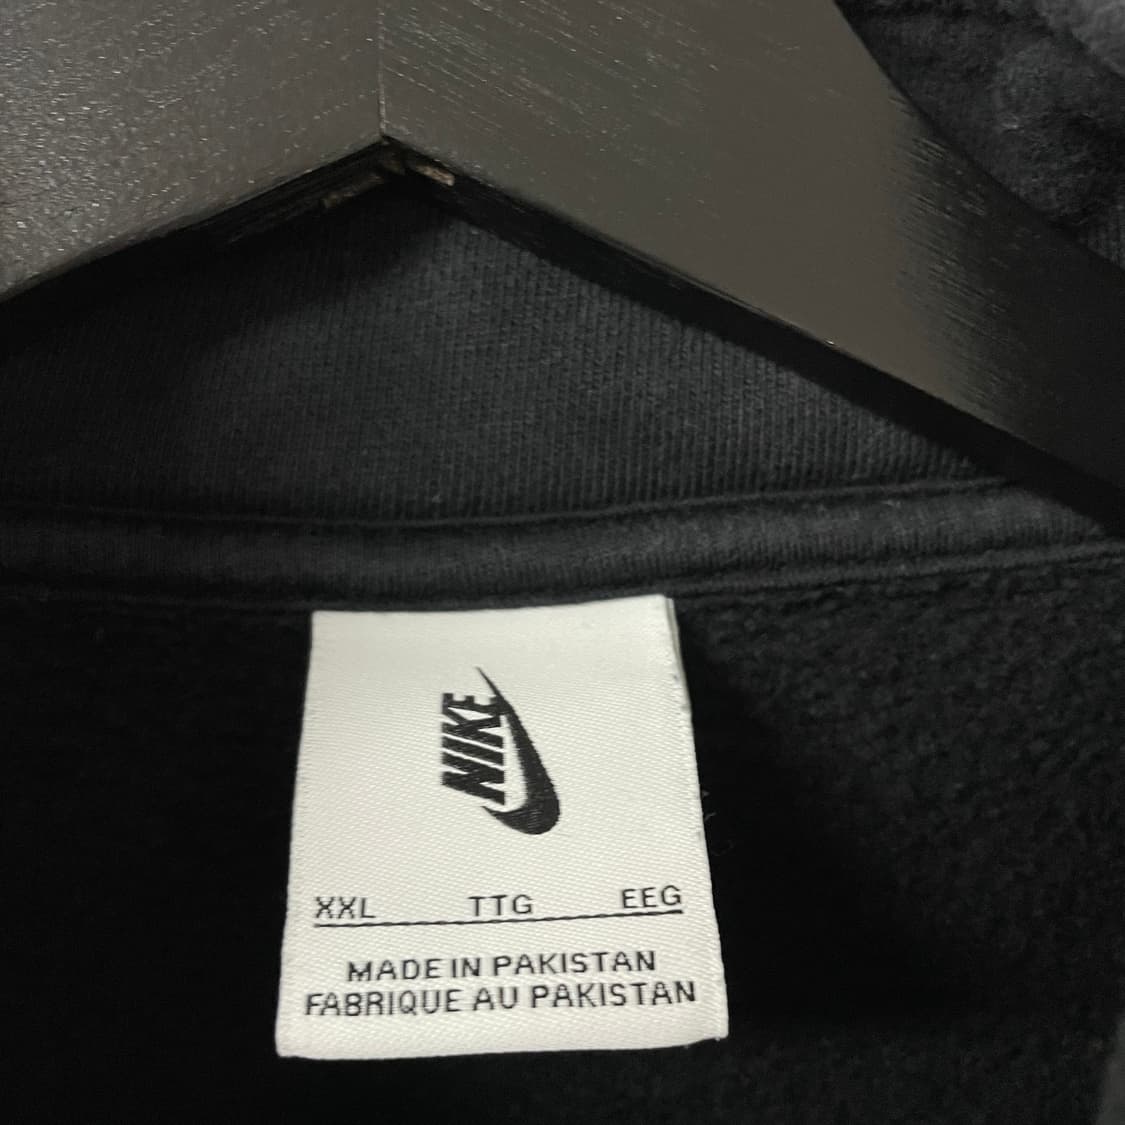 NIKE
XXL TTG EEG
MADE IN PAKISTAN
FABRIQUE AU PAKISTAN